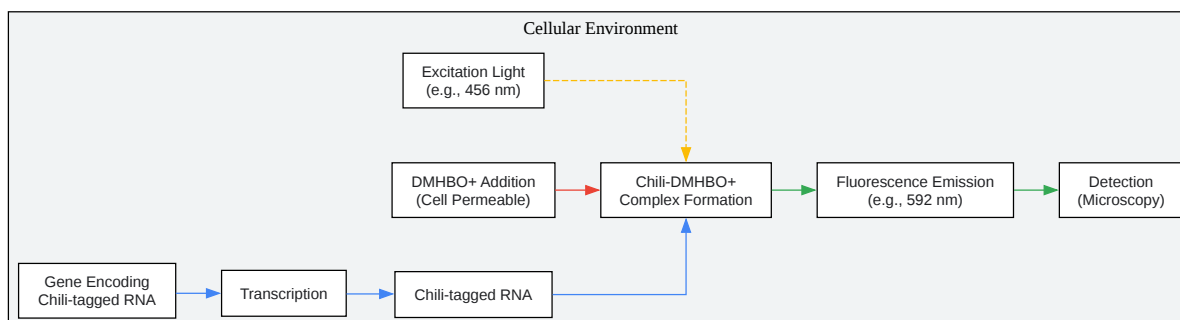 Cellular Environment
Excitation Light
(e.g., 456 nm)
DMHBO+ Addition
(Cell Permeable)
Chili-DMHBO+
Complex Formation
Fluorescence Emission
(e.g., 592 nm)
Detection
(Microscopy)
Gene Encoding
Chili-tagged RNA
Transcription
Chili-tagged RNA